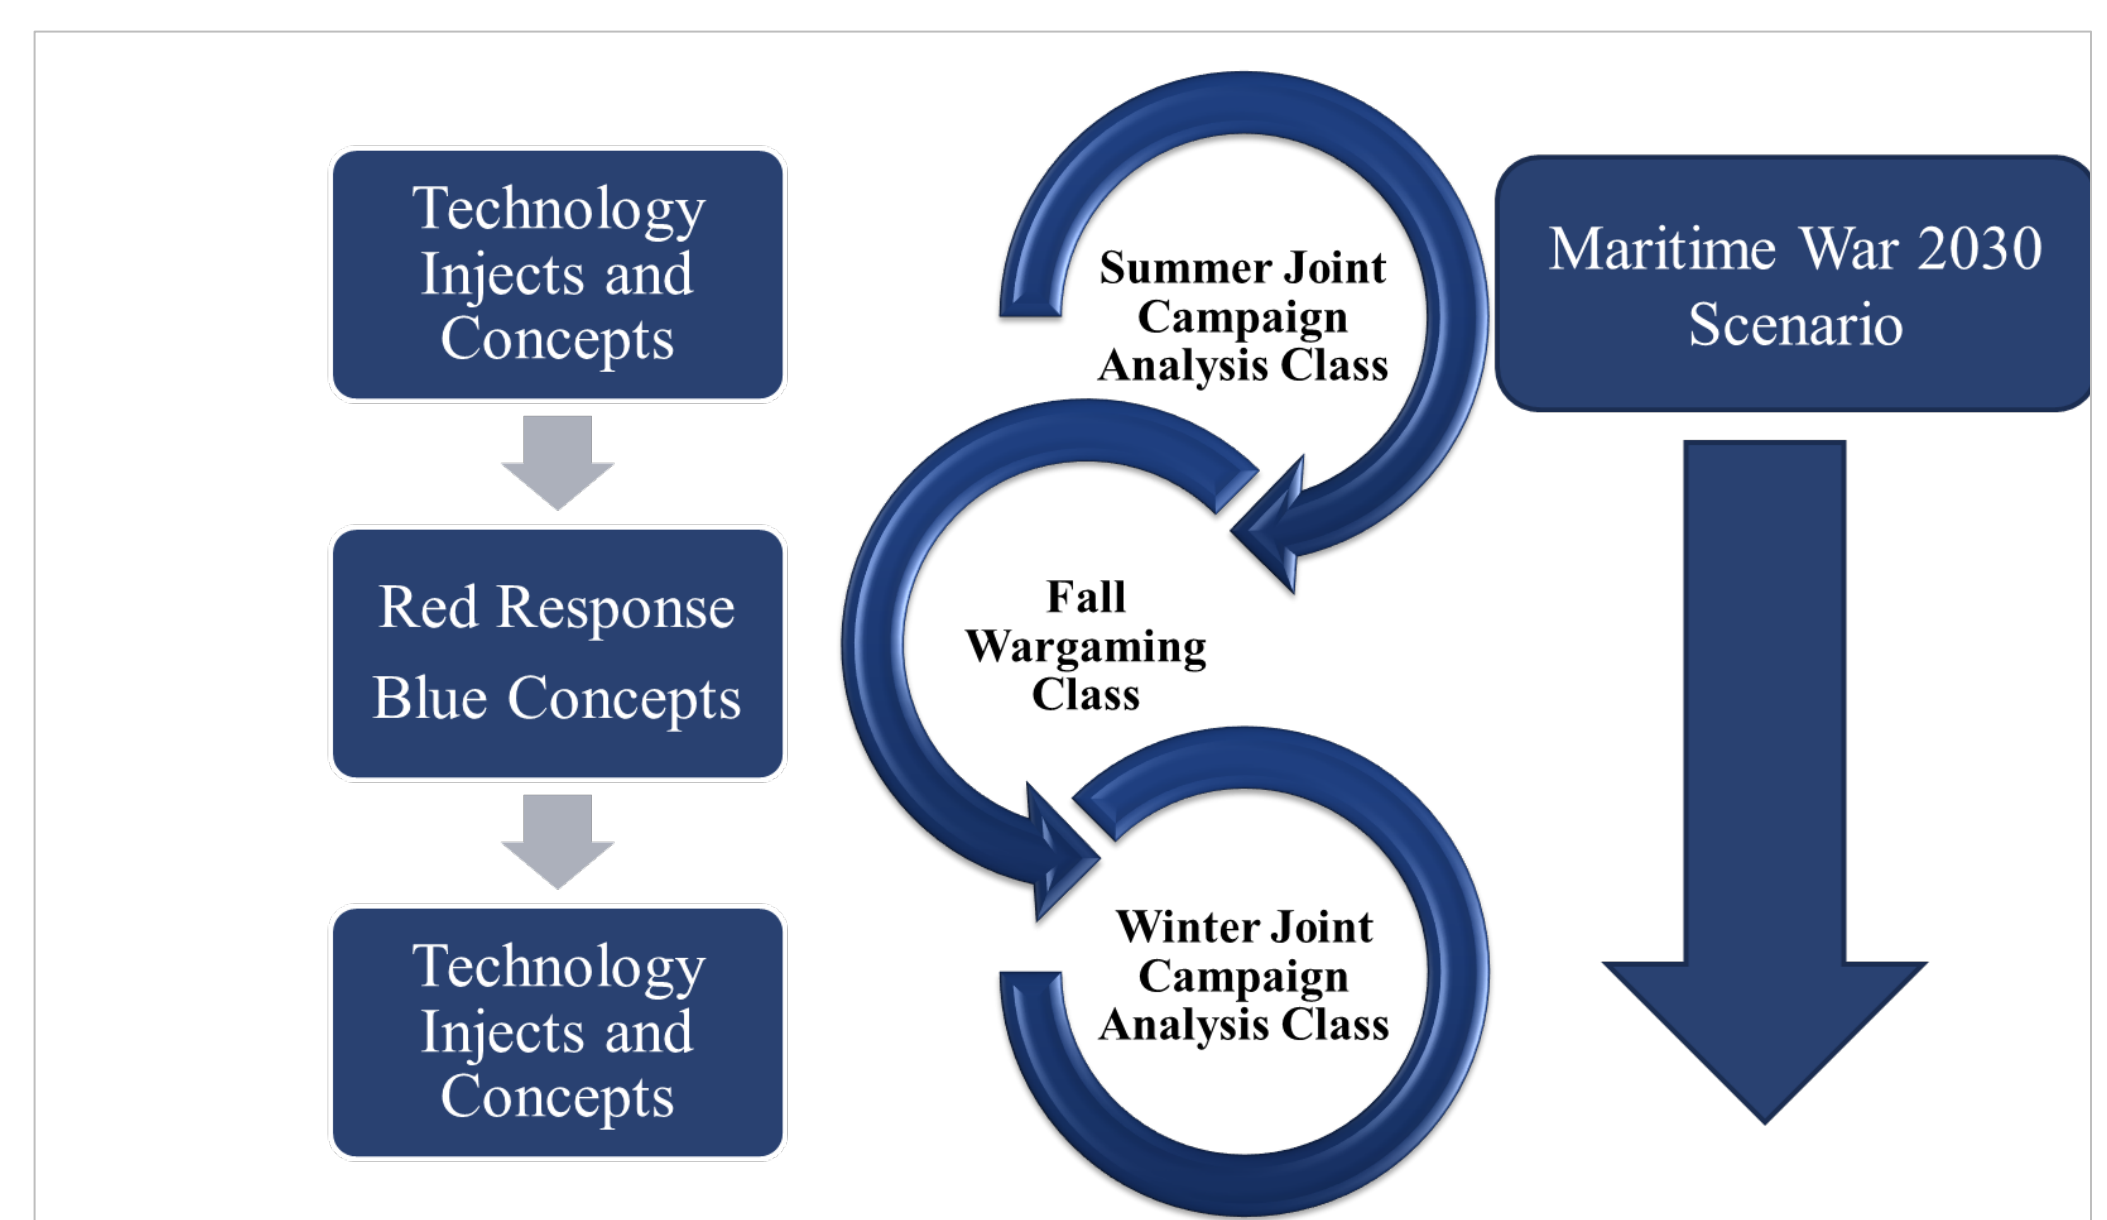 Technology
Injects and
Concepts
Red Response
Blue Concepts
Technology
Injects and
Concepts
Summer Joint
Campaign
Analysis Class
Fall
Wargaming
Class
Winter Joint
Campaign
Analysis Class
Maritime War 2030
Scenario